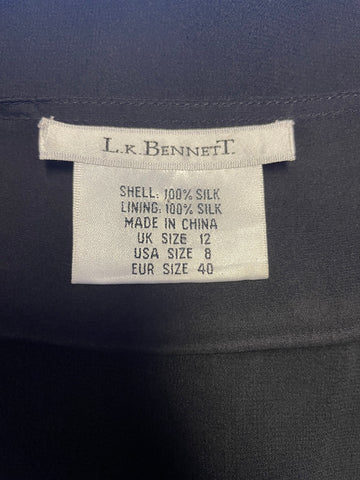 L.K. BENNETT.
SHELL: 100% SILK
LINING: 100% SILK
MADE IN CHINA
UK SIZE 12
USA SIZE 8
EUR SIZE 40